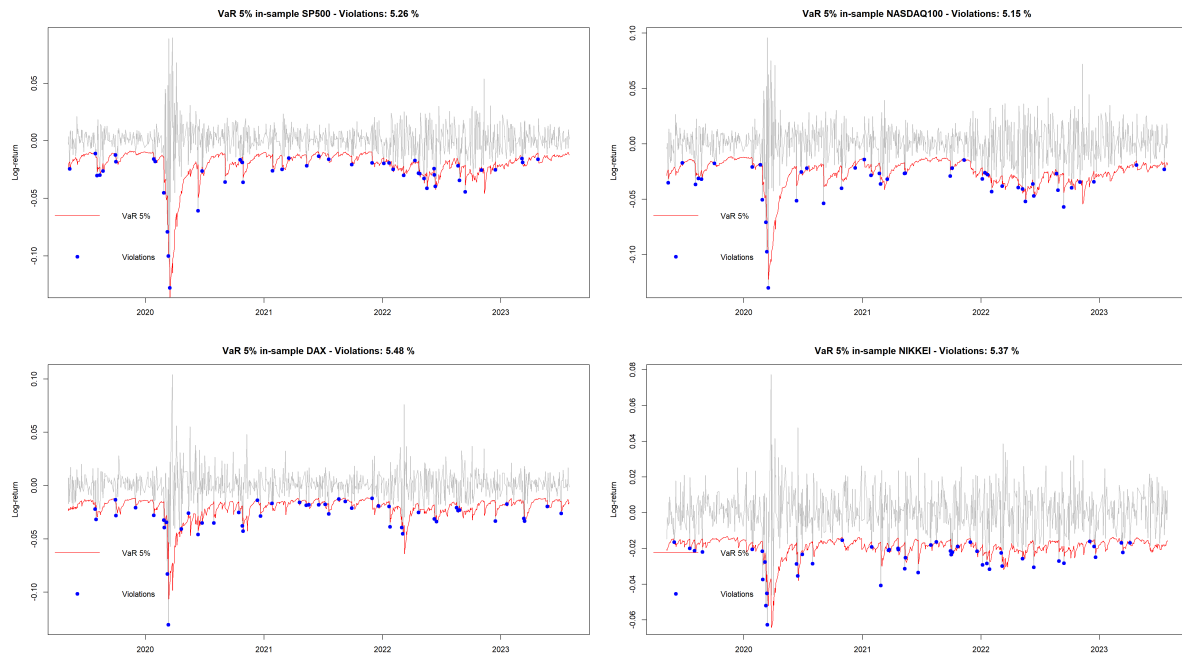 VaR 5% in-sample SP500 - Violations: 5.26 %
Log-return
0.05
0.00
-0.05
-0.10
VaR 5%
Violations
2020 2021 2022 2023
VaR 5% in-sample NASDAQ100 - Violations: 5.15 %
Log-return
0.10
0.05
0.00
-0.05
-0.10
VaR 5%
Violations
2020 2021 2022 2023
VaR 5% in-sample DAX - Violations: 5.48 %
Log-return
0.10
0.05
0.00
-0.05
-0.10
VaR 5%
Violations
2020 2021 2022 2023
VaR 5% in-sample NIKKEI - Violations: 5.37 %
Log-return
0.08
0.06
0.04
0.02
0.00
-0.02
-0.04
-0.06
VaR 5%
Violations
2020 2021 2022 2023